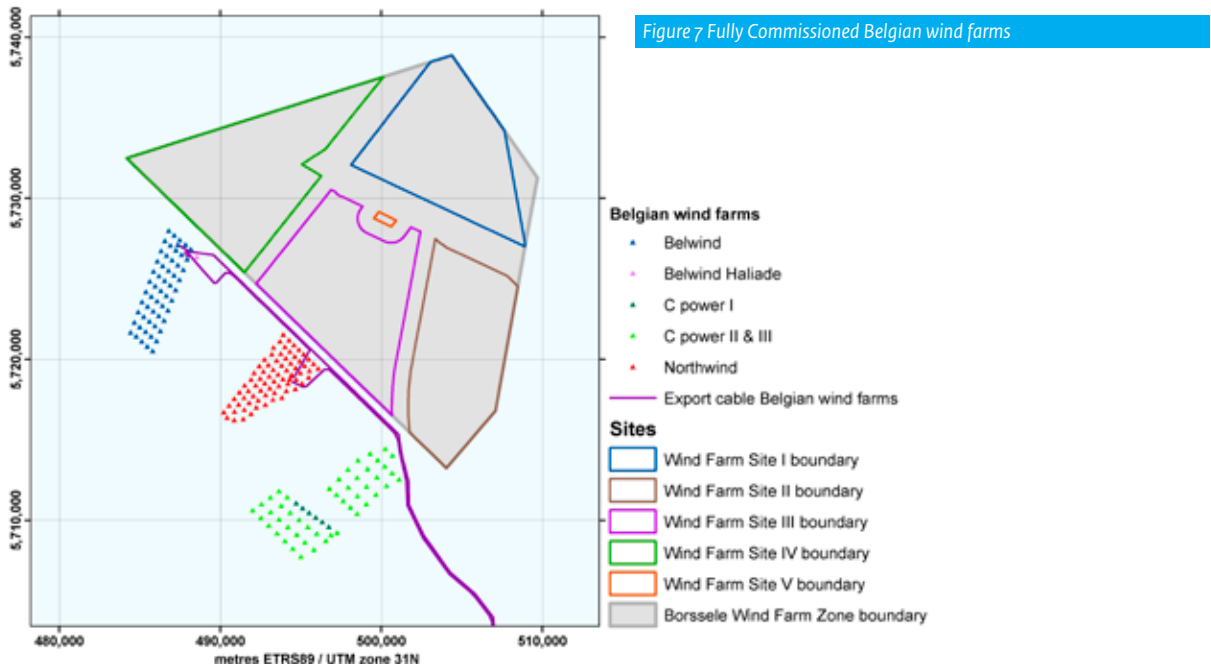 Figure 7 Fully Commissioned Belgian wind farms
5,740,000
5,730,000
5,720,000
5,710,000
480,000
490,000
500,000
510,000
metres ETRS89 / UTM zone 31N
Belgian wind farms
Belwind
Belwind Haliade
C power I
C power II & III
Northwind
Export cable Belgian wind farms
Sites
Wind Farm Site I boundary
Wind Farm Site II boundary
Wind Farm Site III boundary
Wind Farm Site IV boundary
Wind Farm Site V boundary
Borssele Wind Farm Zone boundary